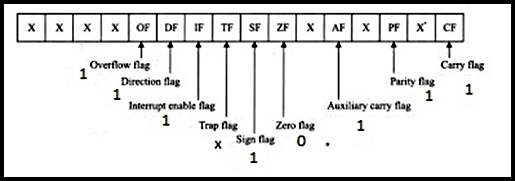 X X X X OF DF IF TF SF ZF X AF X PF X* CF
Overflow flag Carry flag
1 Direction flag Parity flag 1
1 1
Interrupt enable flag Auxiliary carry flag
1 1
Trap flag Zero flag
x Sign flag 0 .
1